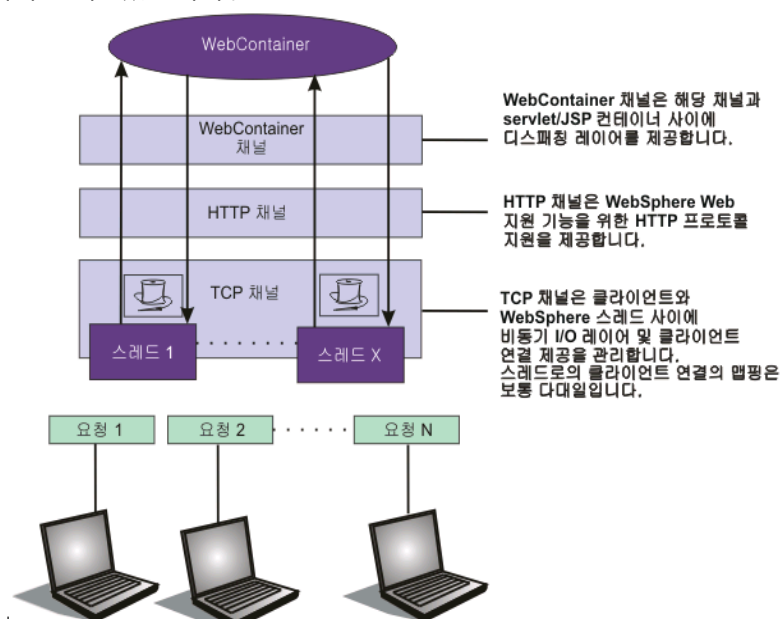 WebContainer
WebContainer
채널
HTTP 채널
TCP 채널
스레드 1
스레드 X
WebContainer 채널은 해당 채널과
servlet/JSP 컨테이너 사이에
디스패칭 레이어를 제공합니다.
HTTP 채널은 WebSphere Web
지원 기능을 위한 HTTP 프로토콜
지원을 제공합니다.
TCP 채널은 클라이언트와
WebSphere 스레드 사이에
비동기 I/O 레이어 및 클라이언트
연결 제공을 관리합니다.
스레드로의 클라이언트 연결의 맵핑은
보통 다대일입니다.
요청 1
요청 2
요청 N